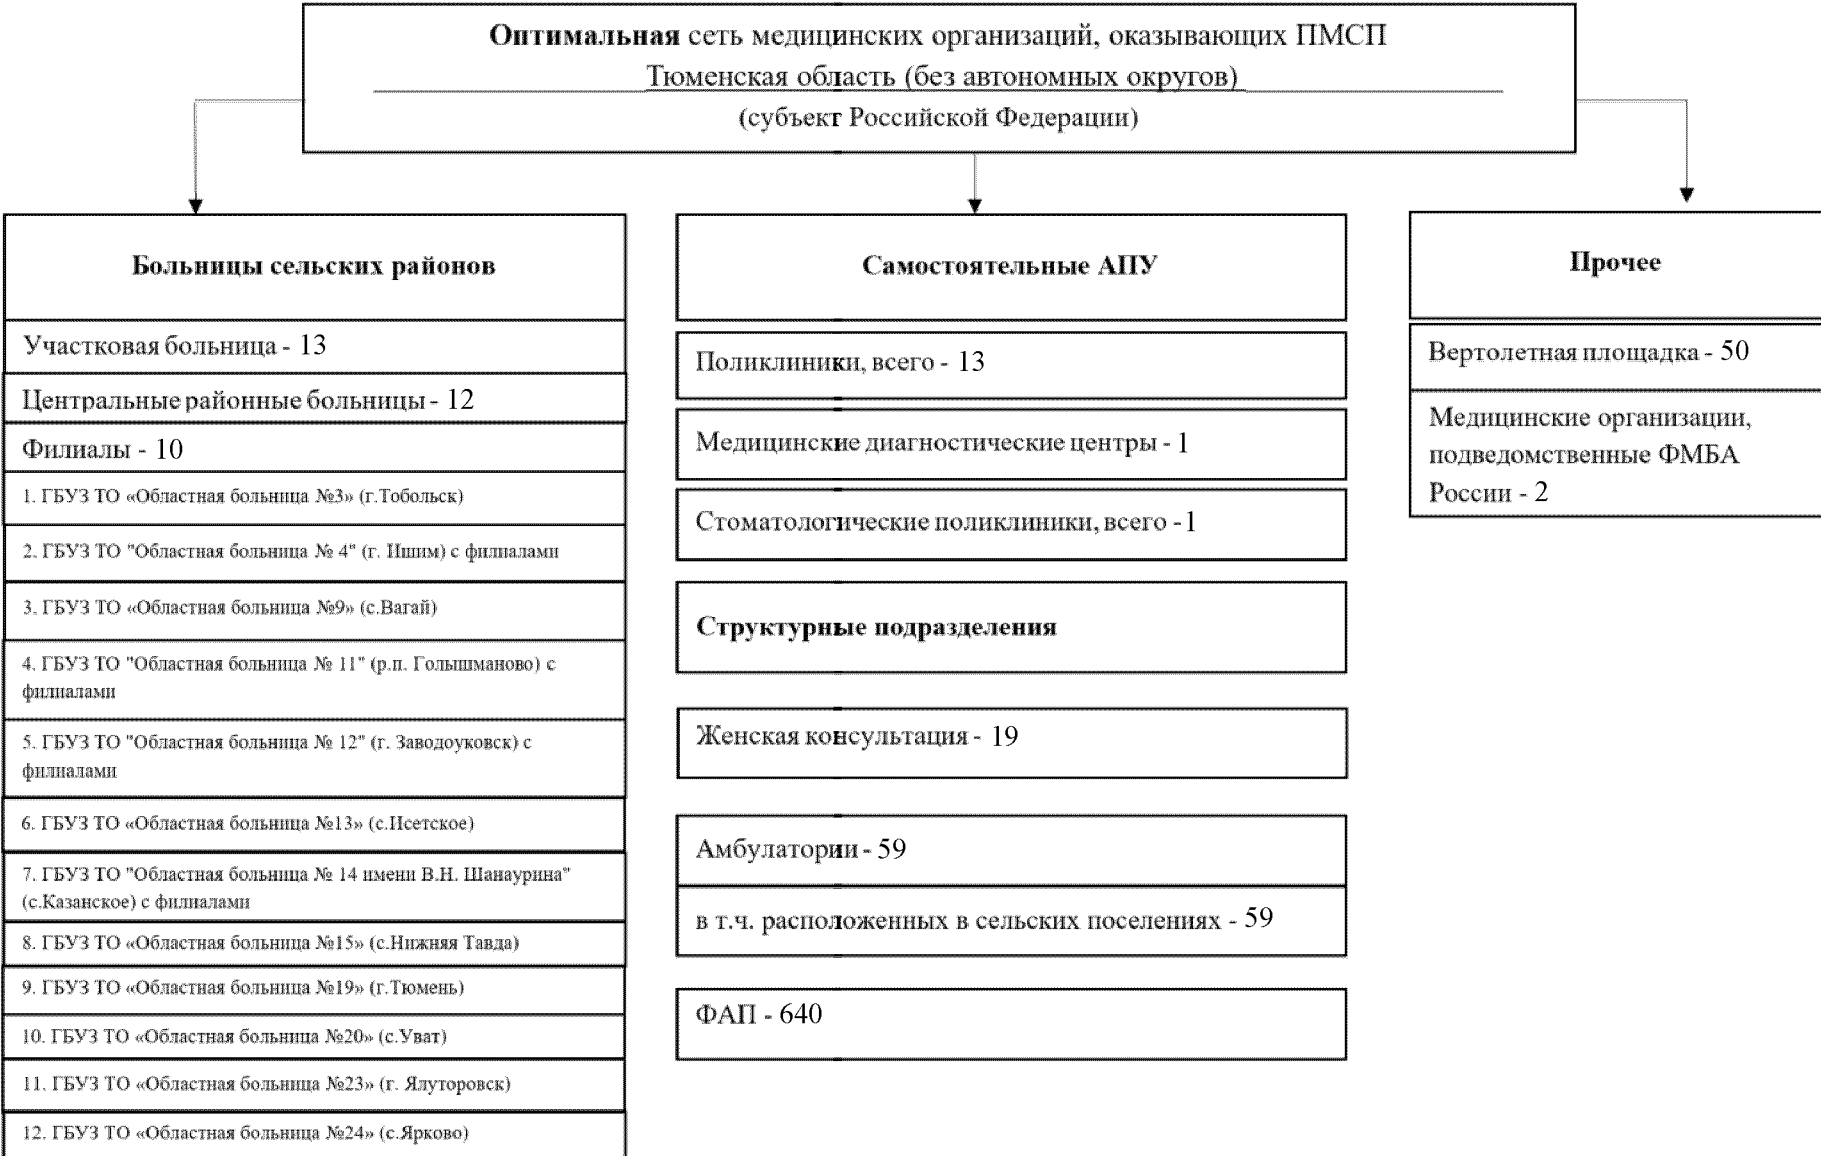 Оптимальная сеть медицинских организаций, оказывающих ПМСП
Тюменская область (без автономных округов)
(субъект Российской Федерации)
Больницы сельских районов
Участковая больница - 13
Центральные районные больницы - 12
Филиалы - 10
1. ГБУЗ ТО «Областная больница №3» (г.Тобольск)
2. ГБУЗ ТО "Областная больница № 4" (г. Ишим) с филиалами
3. ГБУЗ ТО «Областная больница №9» (с.Вагай)
4. ГБУЗ ТО "Областная больница № 11" (р.п. Голышманово) с
филиалами
5. ГБУЗ ТО "Областная больница № 12" (г. Заводоуковск) с
филиалами
6. ГБУЗ ТО «Областная больница №13» (с.Исетское)
7. ГБУЗ ТО "Областная больница № 14 имени В.Н. Шанаурина"
(с.Казанское) с филиалами
8. ГБУЗ ТО «Областная больница №15» (с.Нижняя Тавда)
9. ГБУЗ ТО «Областная больница №19» (г.Тюмень)
10. ГБУЗ ТО «Областная больница №20» (с.Уват)
11. ГБУЗ ТО «Областная больница №23» (г. Ялуторовск)
12. ГБУЗ ТО «Областная больница №24» (с.Ярково)
Самостоятельные АПУ
Поликлиники, всего - 13
Медицинские диагностические центры - 1
Стоматологические поликлиники, всего -1
Структурные подразделения
Женская консультация - 19
Амбулатории - 59
в т.ч. расположенных в сельских поселениях - 59
ФАП - 640
Прочее
Вертолетная площадка - 50
Медицинские организации,
подведомственные ФМБА
России - 2